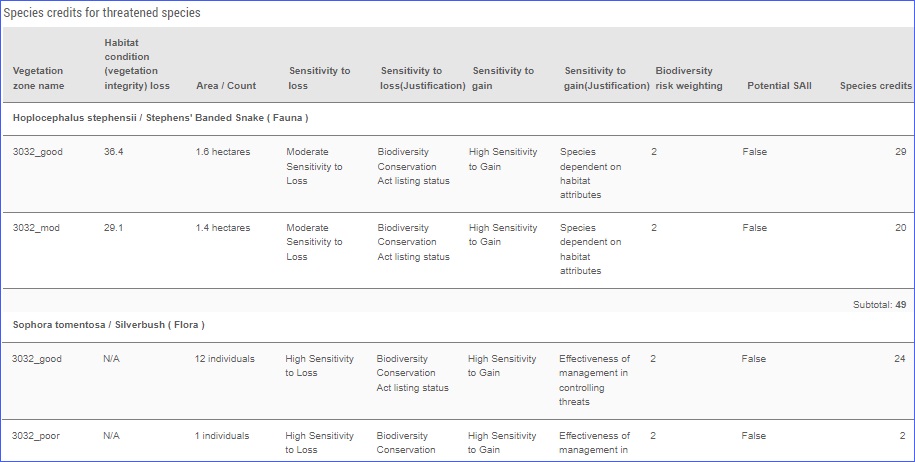 Species credits for threatened species
Vegetation zone name | Habitat condition (vegetation integrity) loss | Area / Count | Sensitivity to loss | Sensitivity to loss(Justification) | Sensitivity to gain | Sensitivity to gain(Justification) | Biodiversity risk weighting | Potential SAII | Species credits
Hoplocephalus stephensii / Stephens' Banded Snake ( Fauna )
3032_good | 36.4 | 1.6 hectares | Moderate Sensitivity to Loss | Biodiversity Conservation Act listing status | High Sensitivity to Gain | Species dependent on habitat attributes | 2 | False | 29
3032_mod | 29.1 | 1.4 hectares | Moderate Sensitivity to Loss | Biodiversity Conservation Act listing status | High Sensitivity to Gain | Species dependent on habitat attributes | 2 | False | 20
Subtotal: 49
Sophora tomentosa / Silverbush ( Flora )
3032_good | N/A | 12 individuals | High Sensitivity to Loss | Biodiversity Conservation Act listing status | High Sensitivity to Gain | Effectiveness of management in controlling threats | 2 | False | 24
3032_poor | N/A | 1 individuals | High Sensitivity to Loss | Biodiversity Conservation | High Sensitivity to Gain | Effectiveness of management in | 2 | False | 2